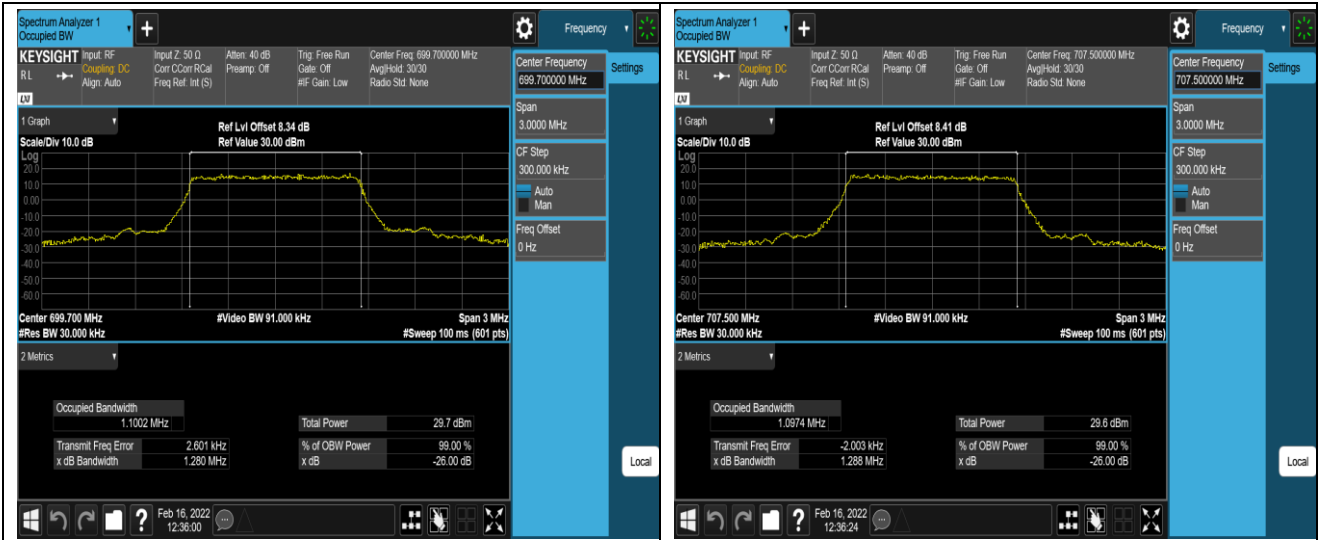 Spectrum Analyzer 1
Occupied BW
+
Frequency
KEYSIGHT
RL
LXI
Input: RF
Coupling: DC
Align: Auto
Input Z: 50 Ω
Corr CCorr RCal
Freq Ref: Int (S)
Atten: 40 dB
Preamp: Off
Trig: Free Run
Gate: Off
#IF Gain: Low
Center Freq: 699.700000 MHz
Avg|Hold: 30/30
Radio Std: None
Center Frequency
699.700000 MHz
Settings
Span
3.0000 MHz
CF Step
300.000 kHz
Auto
Man
Freq Offset
0 Hz
Local
1 Graph
Scale/Div 10.0 dB
Ref Lvl Offset 8.34 dB
Ref Value 30.00 dBm
Log
20.0
10.0
0.00
-10.0
-20.0
-30.0
-40.0
-50.0
-60.0
Center 699.700 MHz
#Video BW 91.000 kHz
Span 3 MHz
#Res BW 30.000 kHz
#Sweep 100 ms (601 pts)
2 Metrics
Occupied Bandwidth
1.1002 MHz
Total Power 29.7 dBm
Transmit Freq Error 2.601 kHz
% of OBW Power 99.00 %
x dB Bandwidth 1.280 MHz
x dB -26.00 dB
?
Feb 16, 2022
12:36:00
Spectrum Analyzer 1
Occupied BW
+
Frequency
KEYSIGHT
RL
LXI
Input: RF
Coupling: DC
Align: Auto
Input Z: 50 Ω
Corr CCorr RCal
Freq Ref: Int (S)
Atten: 40 dB
Preamp: Off
Trig: Free Run
Gate: Off
#IF Gain: Low
Center Freq: 707.500000 MHz
Avg|Hold: 30/30
Radio Std: None
Center Frequency
707.500000 MHz
Settings
Span
3.0000 MHz
CF Step
300.000 kHz
Auto
Man
Freq Offset
0 Hz
Local
1 Graph
Scale/Div 10.0 dB
Ref Lvl Offset 8.41 dB
Ref Value 30.00 dBm
Log
20.0
10.0
0.00
-10.0
-20.0
-30.0
-40.0
-50.0
-60.0
Center 707.500 MHz
#Video BW 91.000 kHz
Span 3 MHz
#Res BW 30.000 kHz
#Sweep 100 ms (601 pts)
2 Metrics
Occupied Bandwidth
1.0974 MHz
Total Power 29.6 dBm
Transmit Freq Error -2.003 kHz
% of OBW Power 99.00 %
x dB Bandwidth 1.288 MHz
x dB -26.00 dB
?
Feb 16, 2022
12:36:24